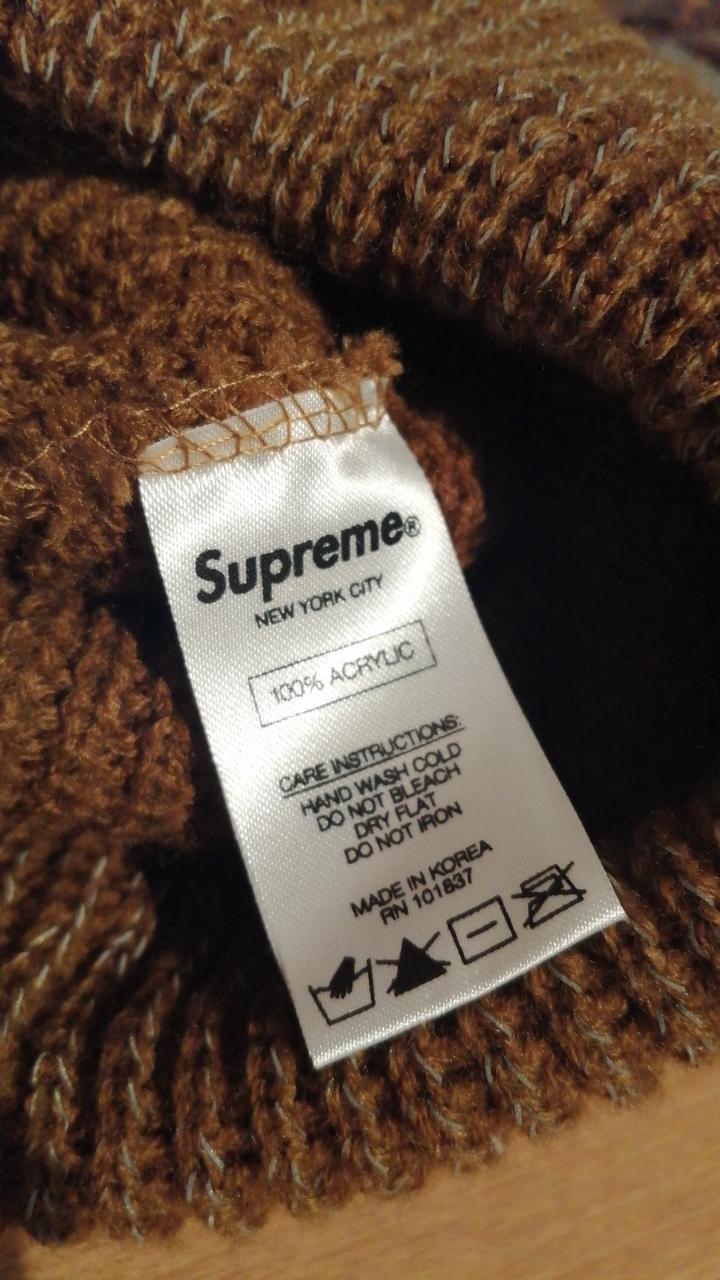 Supreme®
NEW YORK CITY
100% ACRYLIC
CARE INSTRUCTIONS:
HAND WASH COLD
DO NOT BLEACH
DRY FLAT
DO NOT IRON
MADE IN KOREA
RN 101837